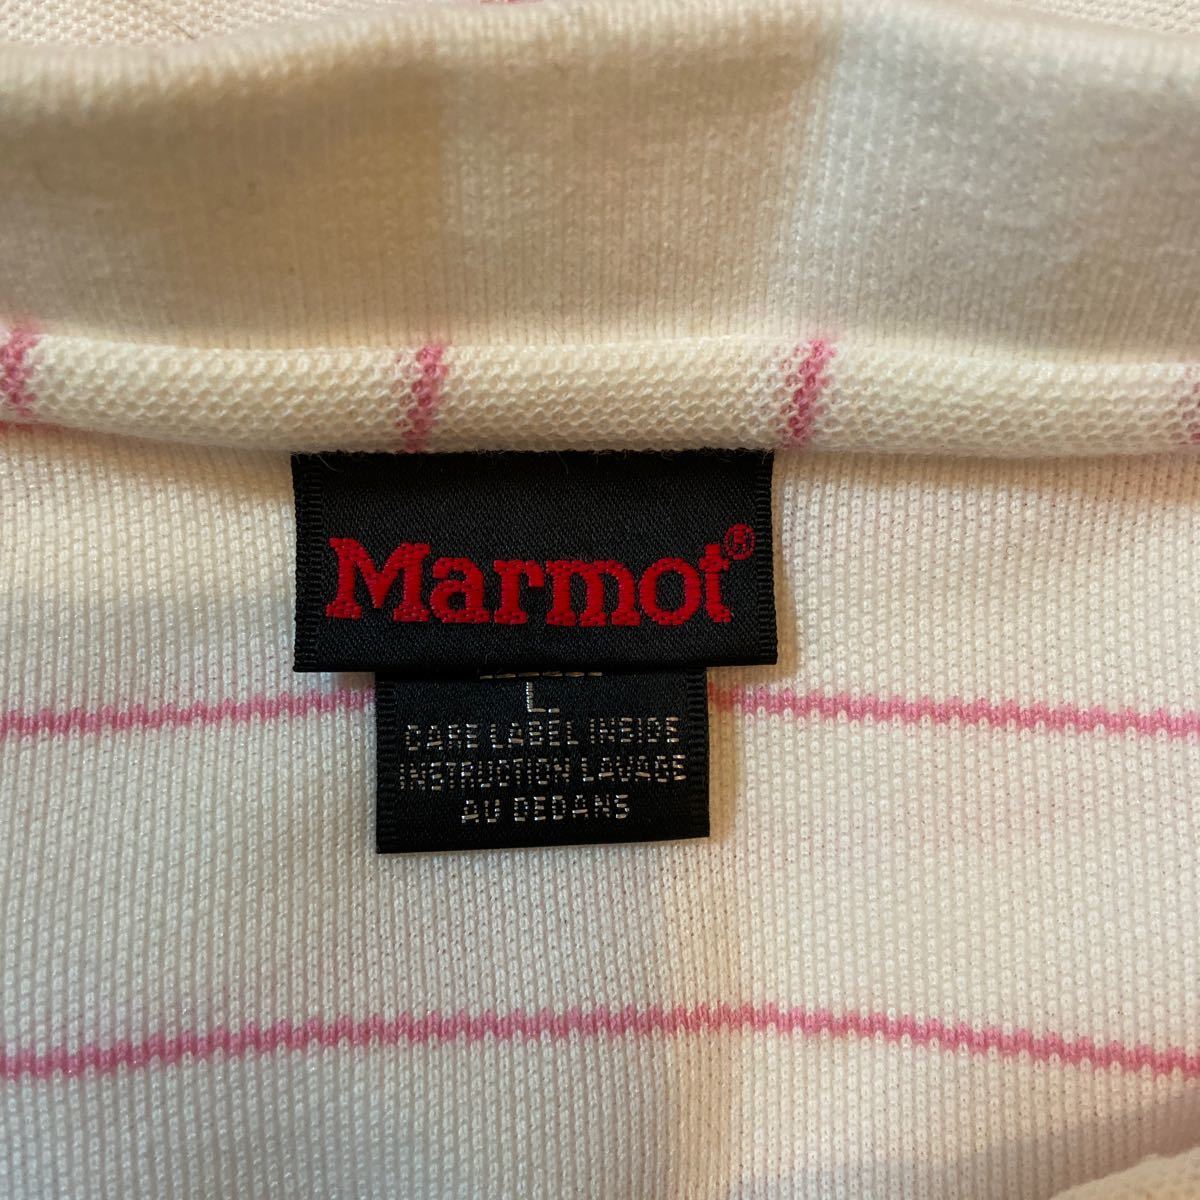 Marmot®
L.
CARE LABEL INSIDE
INSTRUCTION LAVAGE
AU DEDANS